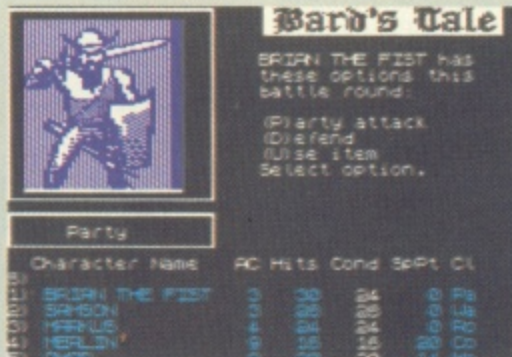 Bard's Tale
BRIAN THE FIST has
these options this
battle round:
(P)arty attack
(D)efend
(U)se item
Select option.
Party
Character Name AC Hits Cond SpPt Cl
BRIAN THE FIST 3 30 24 0 Pa
SAMSON 3 0 Wa
MARKUS 4 24 24 0 Ro
MERLIN 9 16 16 20 Co